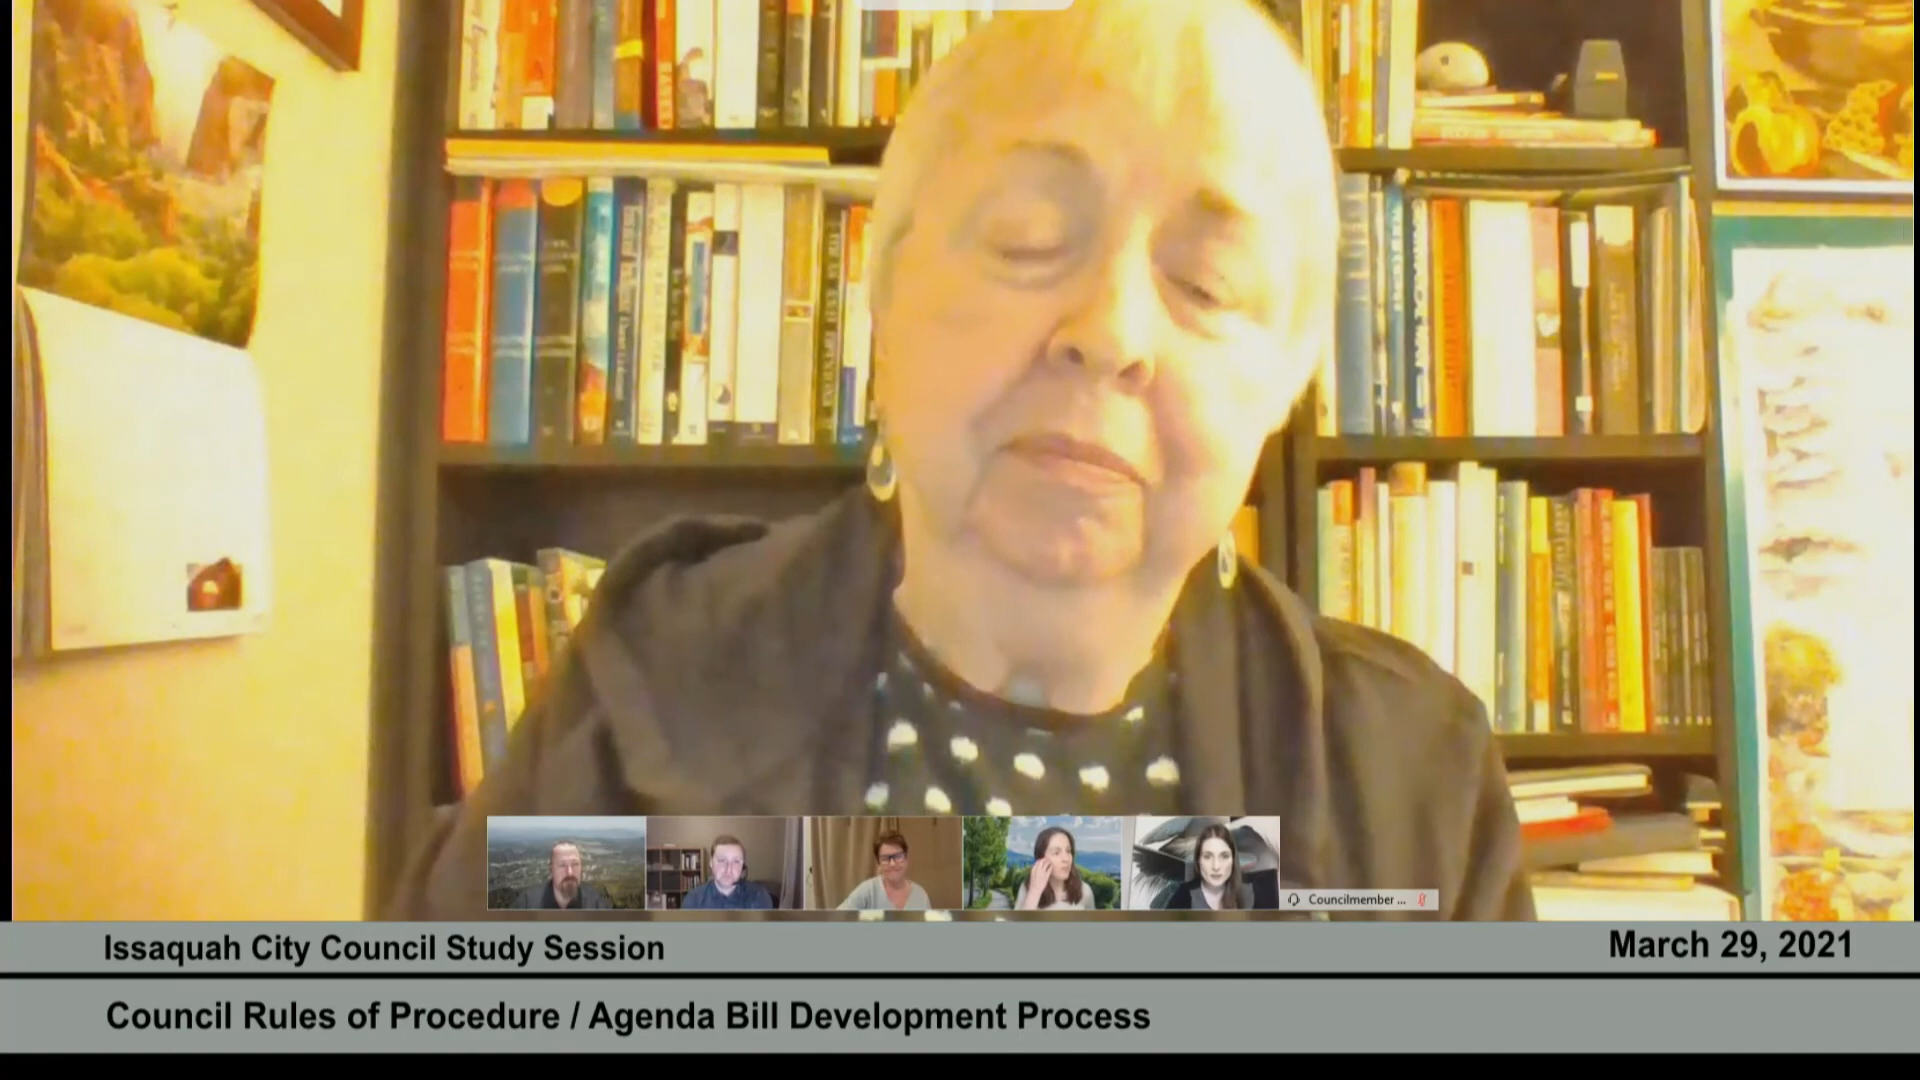 Councilmember ...
Issaquah City Council Study Session
March 29, 2021
Council Rules of Procedure / Agenda Bill Development Process